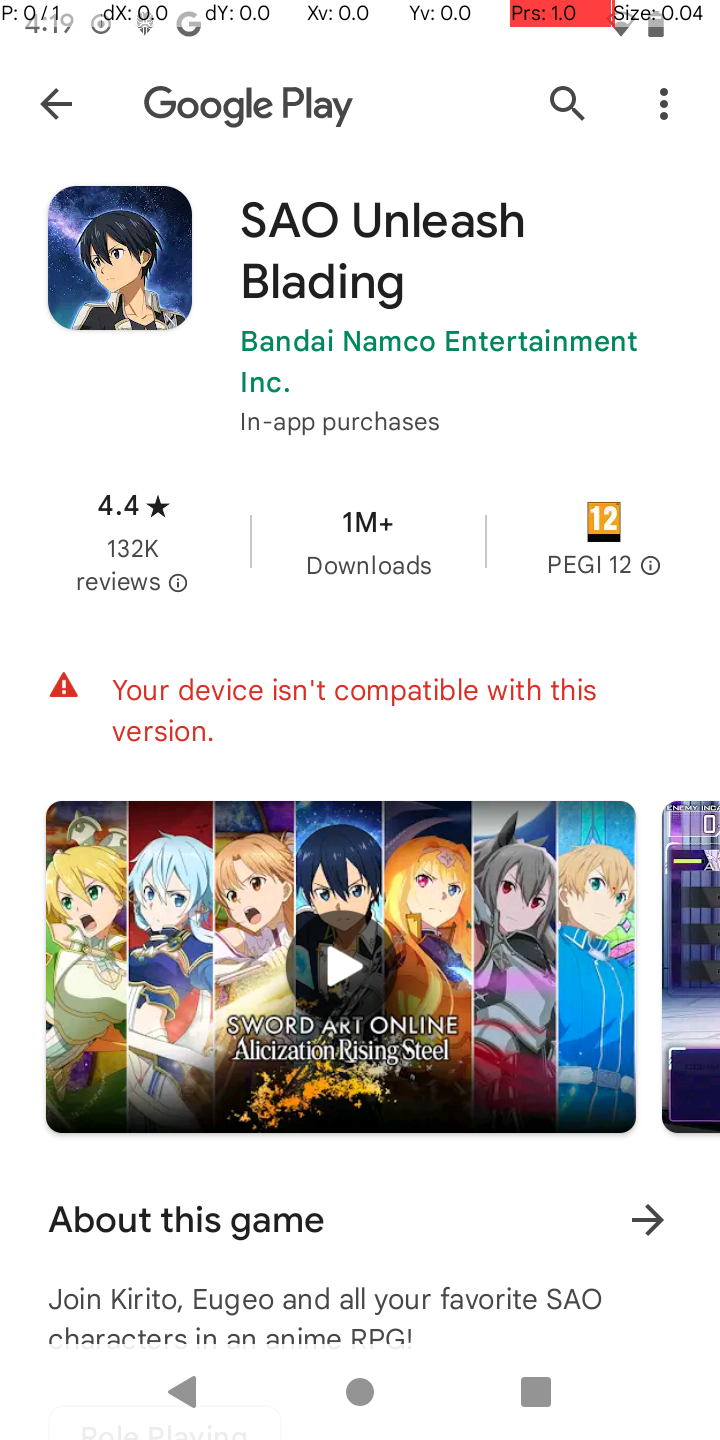 P: 0 / 1 dX: 0.0 dY: 0.0 Xv: 0.0 Yv: 0.0 Prs: 1.0 Size: 0.04
4:19
Google Play
SAO Unleash
Blading
Bandai Namco Entertainment
Inc.
In-app purchases
4.4 ★
132K
reviews
1M+
Downloads
12
PEGI 12
Your device isn't compatible with this
version.
SWORD ART ONLINE
Alicization Rising Steel
About this game
Join Kirito, Eugeo and all your favorite SAO
characters in an anime RPG!
Role Playing